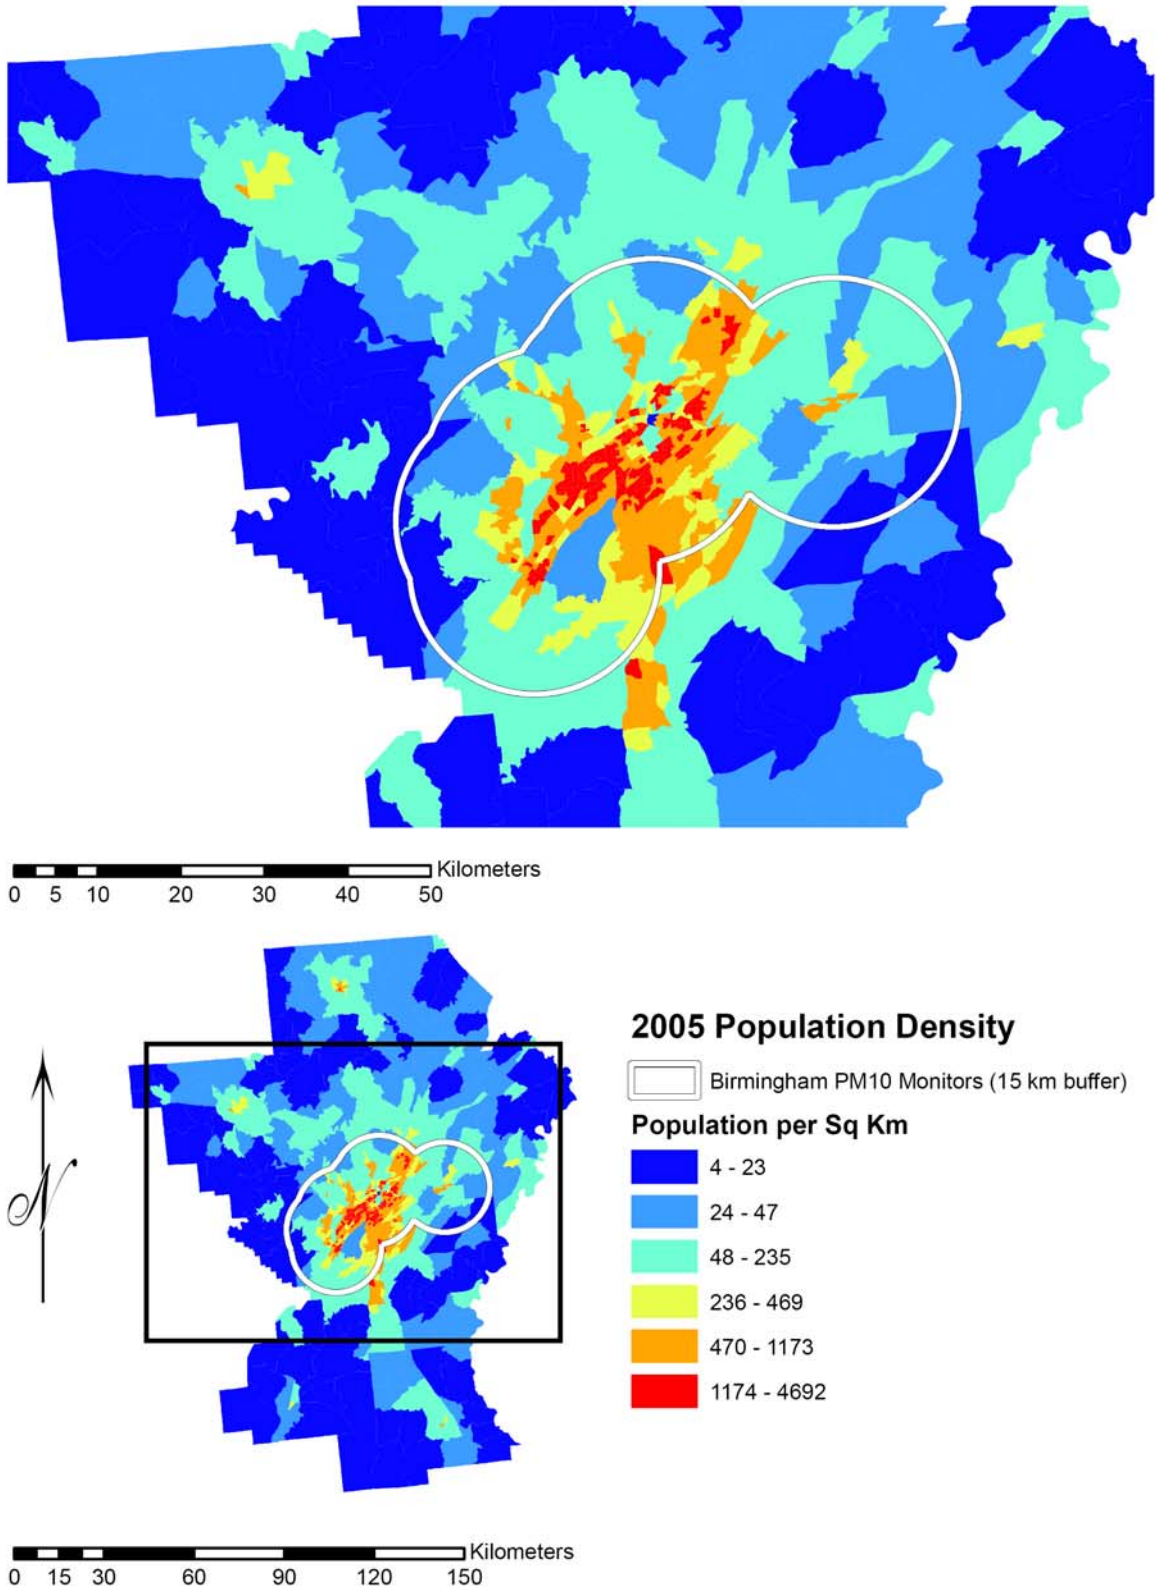 Kilometers
0 5 10 20 30 40 50
N
2005 Population Density
Birmingham PM10 Monitors (15 km buffer)
Population per Sq Km
4 - 23
24 - 47
48 - 235
236 - 469
470 - 1173
1174 - 4692
Kilometers
0 15 30 60 90 120 150